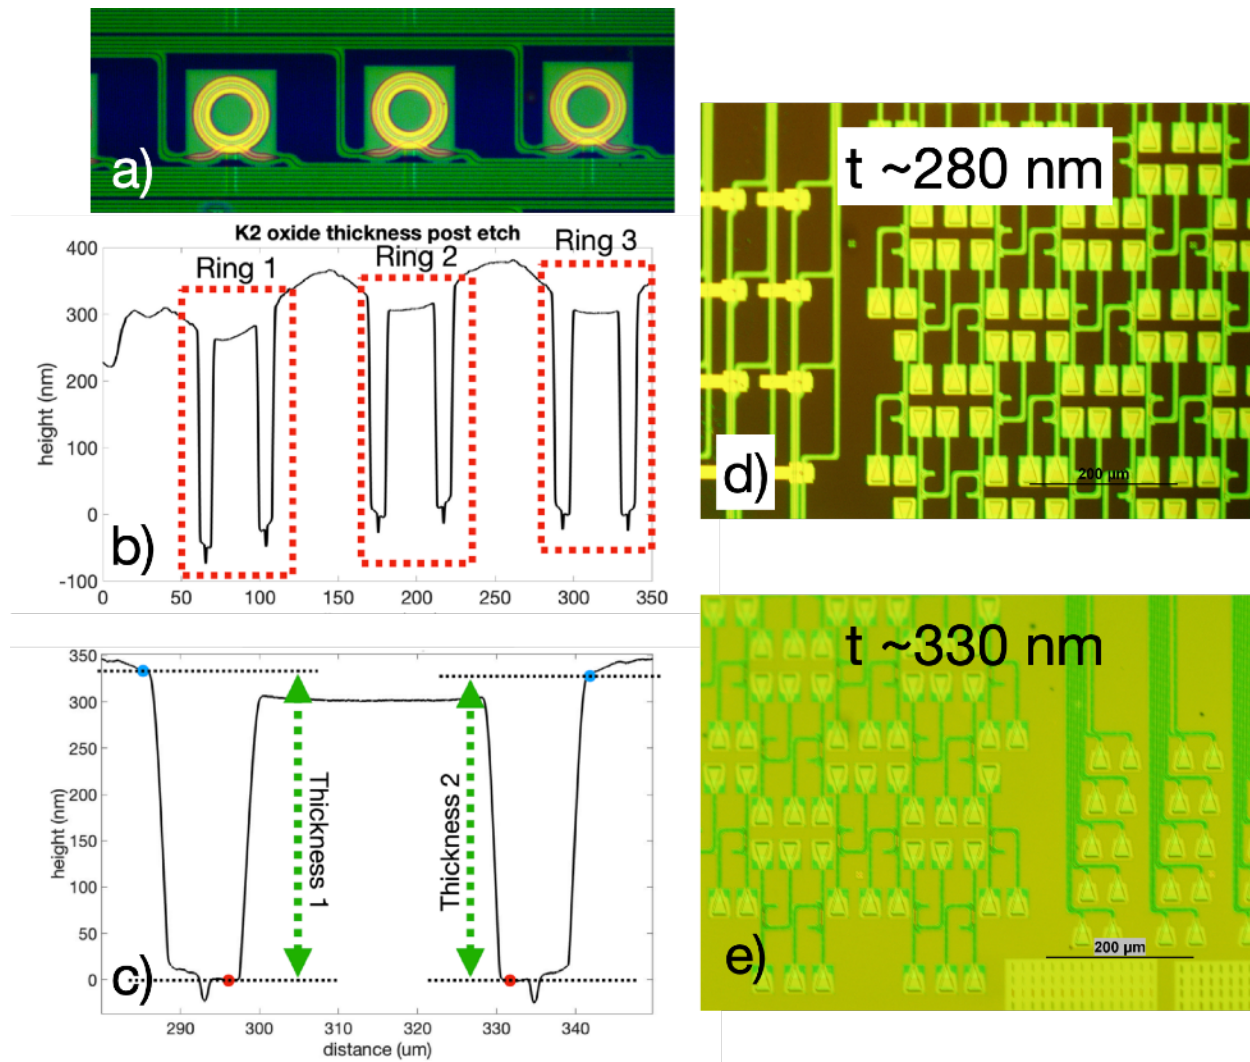 a)
K2 oxide thickness post etch
Ring 1
Ring 2
Ring 3
height (nm)
400
300
200
100
0
-100
0
50
100
150
200
250
300
350
b)
height (nm)
350
300
250
200
150
100
50
0
Thickness 1
Thickness 2
290
300
310
320
330
340
distance (um)
c)
t ~280 nm
200 µm
d)
t ~330 nm
200 µm
e)